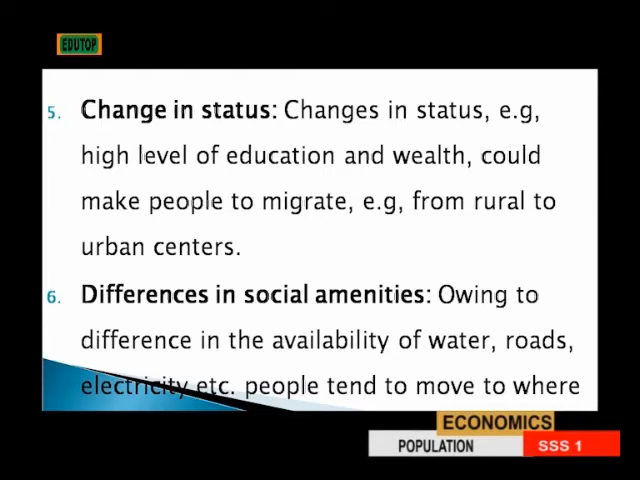 EDUTOP
5. Change in status: Changes in status, e.g,
high level of education and wealth, could
make people to migrate, e.g, from rural to
urban centers.
6. Differences in social amenities: Owing to
difference in the availability of water, roads,
electricity etc. people tend to move to where
ECONOMICS
POPULATION SSS 1